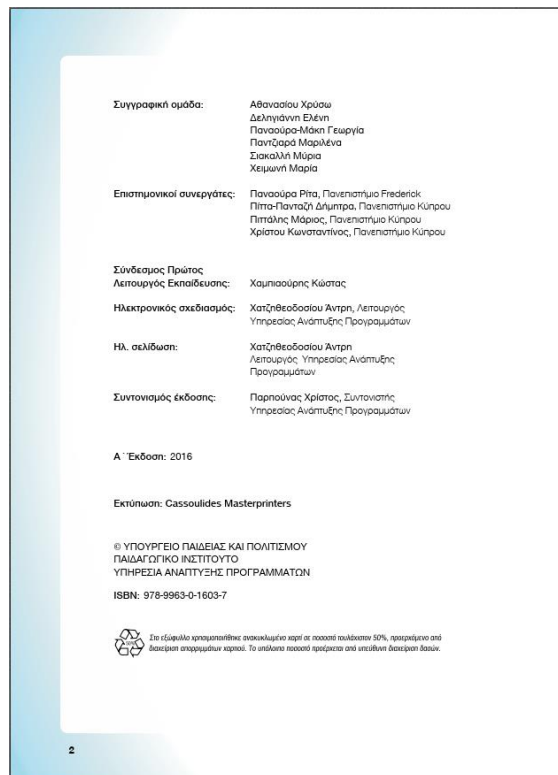 Συγγραφική ομάδα: Αθανασίου Χρύσω
Δεληγιάννη Ελένη
Παναούρα-Μάκη Γεωργία
Παντζιαρά Μαριλένα
Σιακαλλή Μύρια
Χειμωνή Μαρία
Επιστημονικοί συνεργάτες: Παναούρα Ρίτα, Πανεπιστήμιο Frederick
Πίττα-Πανταζή Δήμητρα, Πανεπιστήμιο Κύπρου
Πιττάλης Μάριος, Πανεπιστήμιο Κύπρου
Χρίστου Κωνσταντίνος, Πανεπιστήμιο Κύπρου
Σύνδεσμος Πρώτος
Λειτουργός Εκπαίδευσης: Χαμπιαούρης Κώστας
Ηλεκτρονικός σχεδιασμός: Χατζηθεοδοσίου Άντρη, Λειτουργός
Υπηρεσίας Ανάπτυξης Προγραμμάτων
Ηλ. σελίδωση: Χατζηθεοδοσίου Άντρη
Λειτουργός Υπηρεσίας Ανάπτυξης
Προγραμμάτων
Συντονισμός έκδοσης: Παρπούνας Χρίστος, Συντονιστής
Υπηρεσίας Ανάπτυξης Προγραμμάτων
Α΄ Έκδοση: 2016
Εκτύπωση: Cassoulides Masterprinters
© ΥΠΟΥΡΓΕΙΟ ΠΑΙΔΕΙΑΣ ΚΑΙ ΠΟΛΙΤΙΣΜΟΥ
ΠΑΙΔΑΓΩΓΙΚΟ ΙΝΣΤΙΤΟΥΤΟ
ΥΠΗΡΕΣΙΑ ΑΝΑΠΤΥΞΗΣ ΠΡΟΓΡΑΜΜΑΤΩΝ
ISBN: 978-9963-0-1603-7
50%
Στο εξώφυλλο χρησιμοποιήθηκε ανακυκλωμένο χαρτί σε ποσοστό τουλάχιστον 50%, προερχόμενο από
διαχείριση απορριμμάτων χαρτιού. Το υπόλοιπο ποσοστό προέρχεται από υπεύθυνη διαχείριση δασών.
2